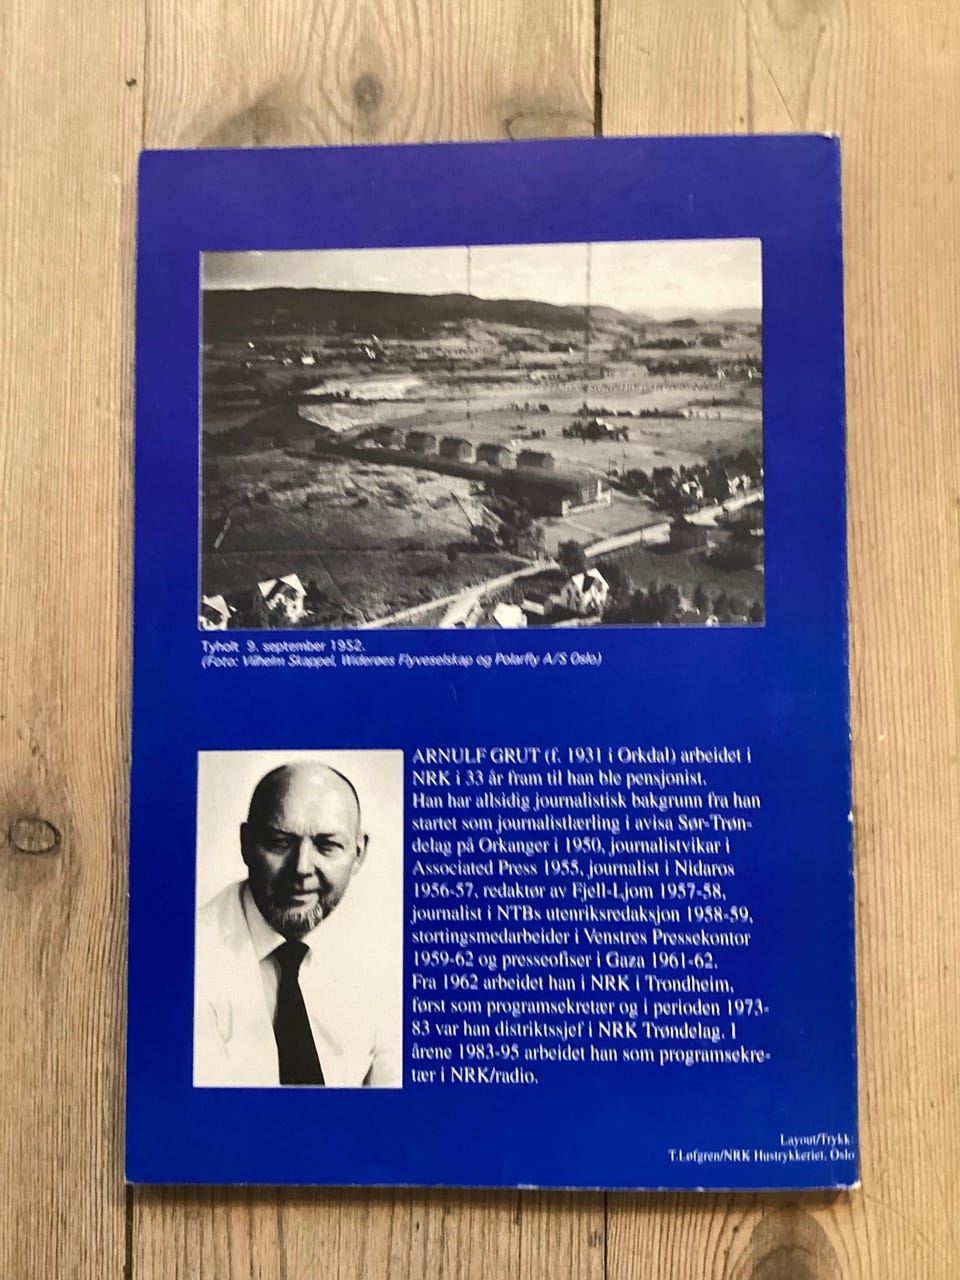 Tyholt 9. september 1952.
(Foto: Vilhelm Skappel, Widerøes Flyveselskap og Polarfly A/S Oslo)
ARNULF GRUT (f. 1931 i Orkdal) arbeidet i
NRK i 33 år fram til han ble pensjonist.
Han har allsidig journalistisk bakgrunn fra han
startet som journalistlærling i avisa Sør-Trøn-
delag på Orkanger i 1950, journalistvikar i
Associated Press 1955, journalist i Nidaros
1956-57, redaktør av Fjell-Ljom 1957-58,
journalist i NTBs utenriksredaksjon 1958-59,
stortingsmedarbeider i Venstres Pressekontor
1959-62 og presseofiser i Gaza 1961-62.
Fra 1962 arbeidet han i NRK i Trondheim,
først som programsekretær og i perioden 1973-
83 var han distriktssjef i NRK Trøndelag. I
årene 1983-95 arbeidet han som programsekre-
tær i NRK/radio.
Layout/Trykk:
T.Løfgren/NRK Hustrykkeriet, Oslo